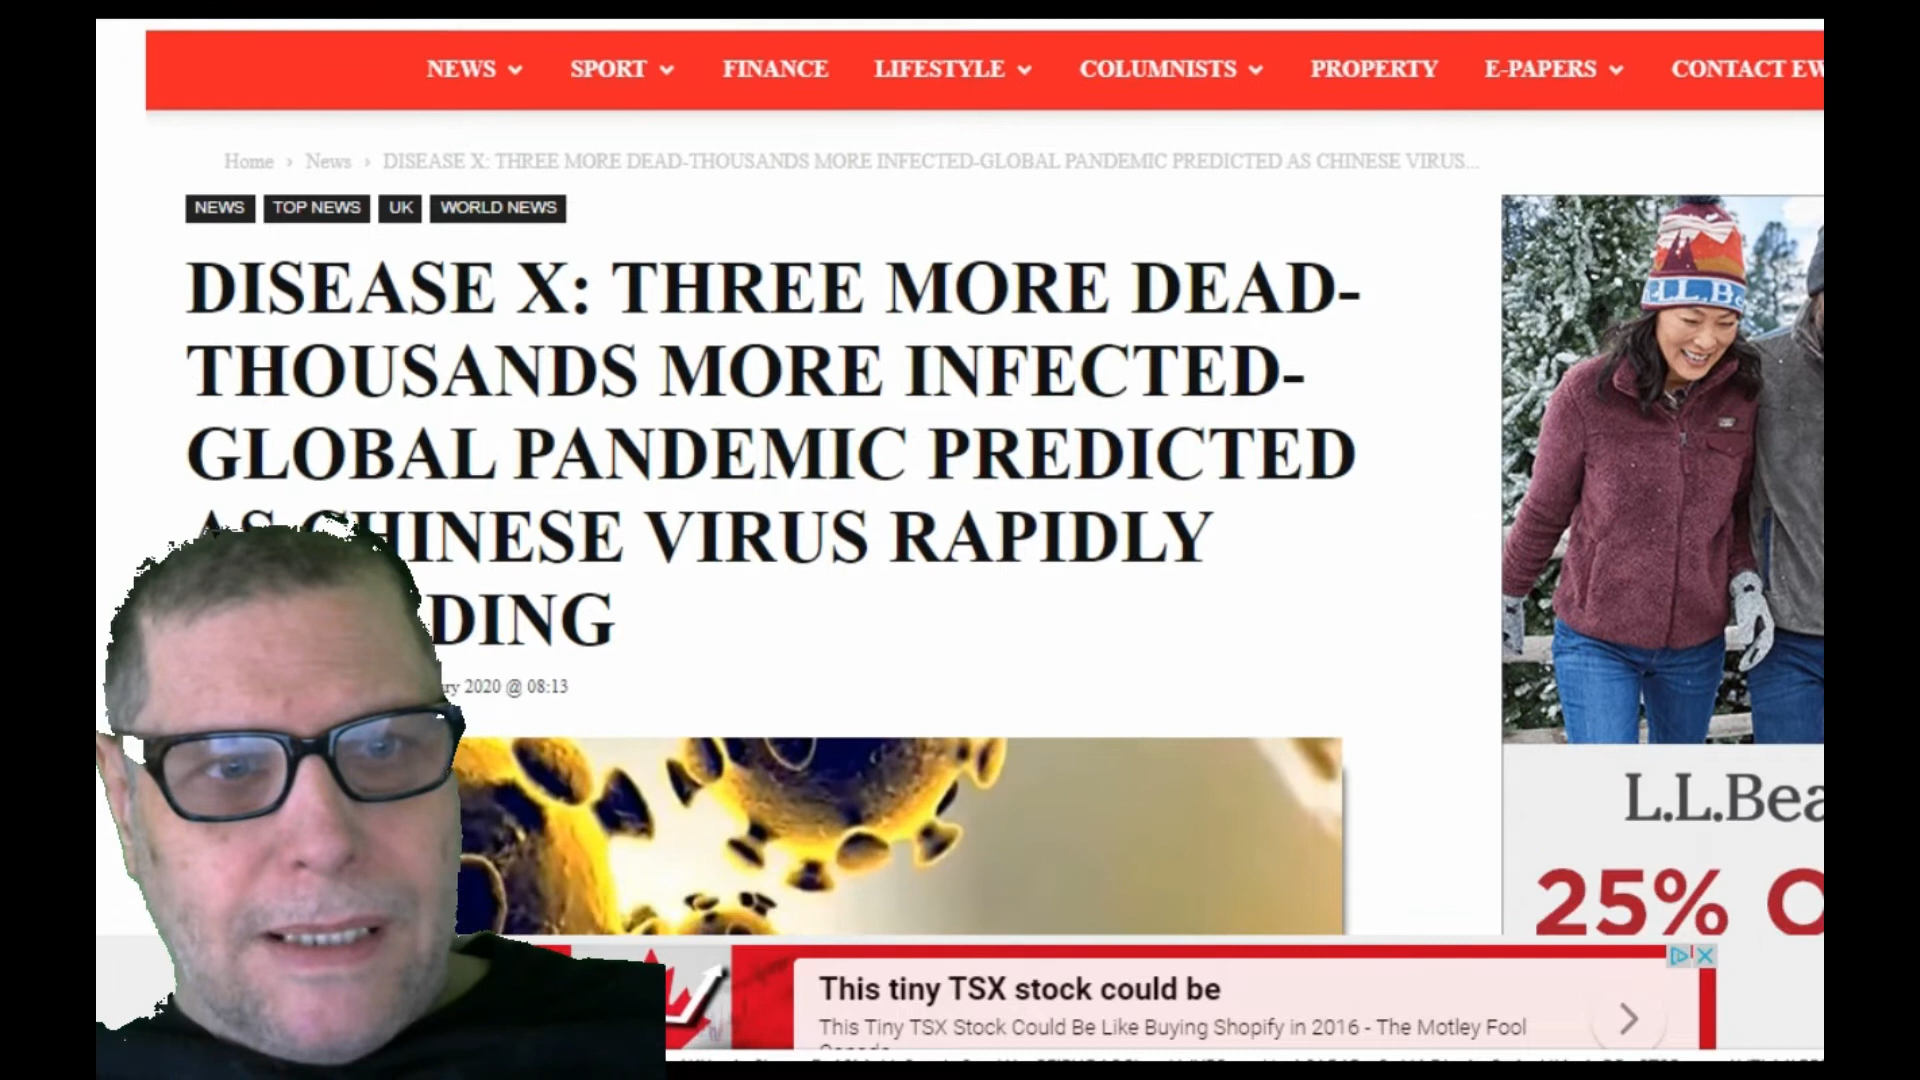 NEWS SPORT FINANCE LIFESTYLE COLUMNISTS PROPERTY E-PAPERS CONTACT
Home › News › DISEASE X: THREE MORE DEAD-THOUSANDS MORE INFECTED-GLOBAL PANDEMIC PREDICTED AS CHINESE VIRUS...
NEWS TOP NEWS UK WORLD NEWS
DISEASE X: THREE MORE DEAD-
THOUSANDS MORE INFECTED-
GLOBAL PANDEMIC PREDICTED
AS CHINESE VIRUS RAPIDLY
DING
2020 @ 08:13
L.L.Bea
25% O
This tiny TSX stock could be
This Tiny TSX Stock Could Be Like Buying Shopify in 2016 - The Motley Fool